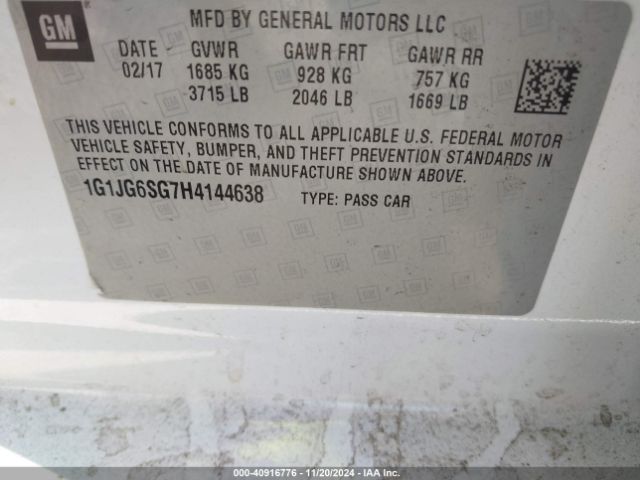 GM
MFD BY GENERAL MOTORS LLC
DATE GVWR GAWR FRT GAWR RR
02/17 1685 KG 928 KG 757 KG
3715 LB 2046 LB 1669 LB
THIS VEHICLE CONFORMS TO ALL APPLICABLE U.S. FEDERAL MOTOR
VEHICLE SAFETY, BUMPER, AND THEFT PREVENTION STANDARDS IN
EFFECT ON THE DATE OF MANUFACTURE SHOWN ABOVE.
1G1JG6SG7H4144638 TYPE: PASS CAR
000-40916776 - 11/20/2024 - IAA Inc.